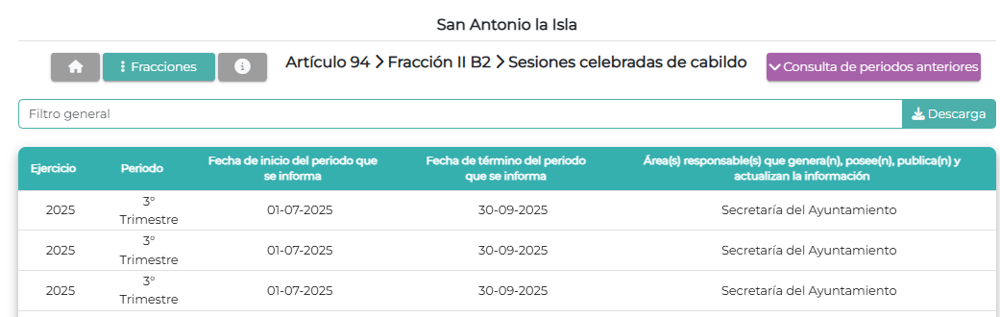 San Antonio la Isla
Fracciones
Artículo 94 > Fracción II B2 > Sesiones celebradas de cabildo
Consulta de periodos anteriores
Filtro general
Descarga
Ejercicio Periodo Fecha de inicio del periodo que se informa Fecha de término del periodo que se informa Área(s) responsable(s) que genera(n), posee(n), publica(n) y actualizan la información
2025 3° Trimestre 01-07-2025 30-09-2025 Secretaría del Ayuntamiento
2025 3° Trimestre 01-07-2025 30-09-2025 Secretaría del Ayuntamiento
2025 3° Trimestre 01-07-2025 30-09-2025 Secretaría del Ayuntamiento